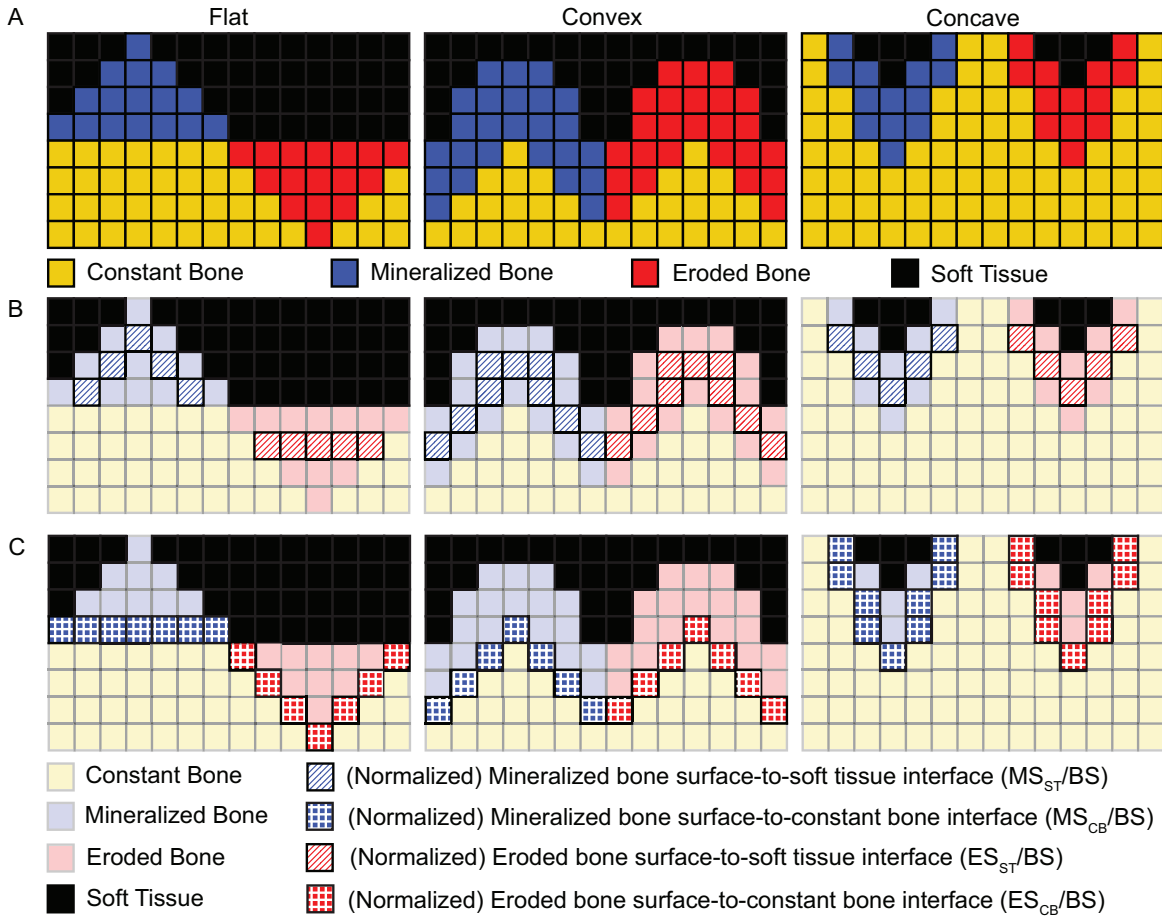 A
Flat
Convex
Concave
Constant Bone
Mineralized Bone
Eroded Bone
Soft Tissue
B
C
Constant Bone
(Normalized) Mineralized bone surface-to-soft tissue interface (MS_ST/BS)
Mineralized Bone
(Normalized) Mineralized bone surface-to-constant bone interface (MS_CB/BS)
Eroded Bone
(Normalized) Eroded bone surface-to-soft tissue interface (ES_ST/BS)
Soft Tissue
(Normalized) Eroded bone surface-to-constant bone interface (ES_CB/BS)